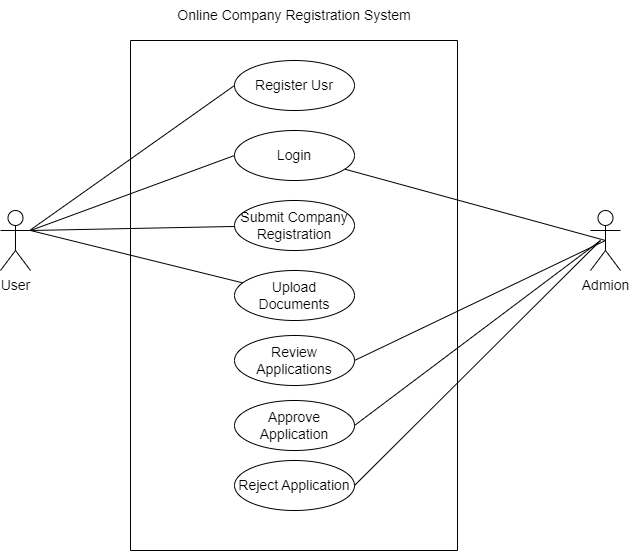 Online Company Registration System
Register Usr
Login
Submit Company
Registration
User
Admion
Upload
Documents
Review
Applications
Approve
Application
Reject Application